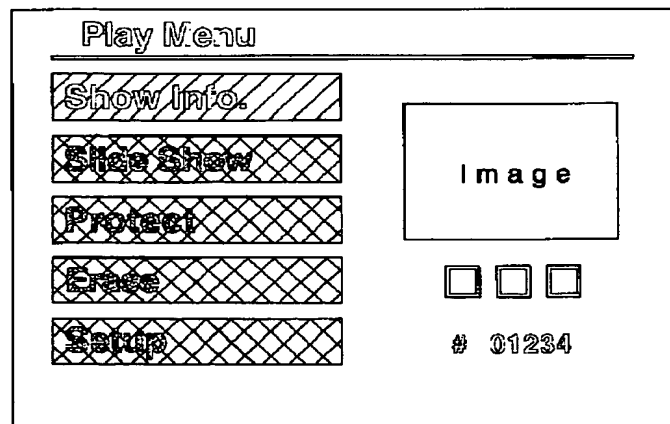 Play Menu
Show Info.
Slide Show
Protect
Erase
Setup
Image
# 01234